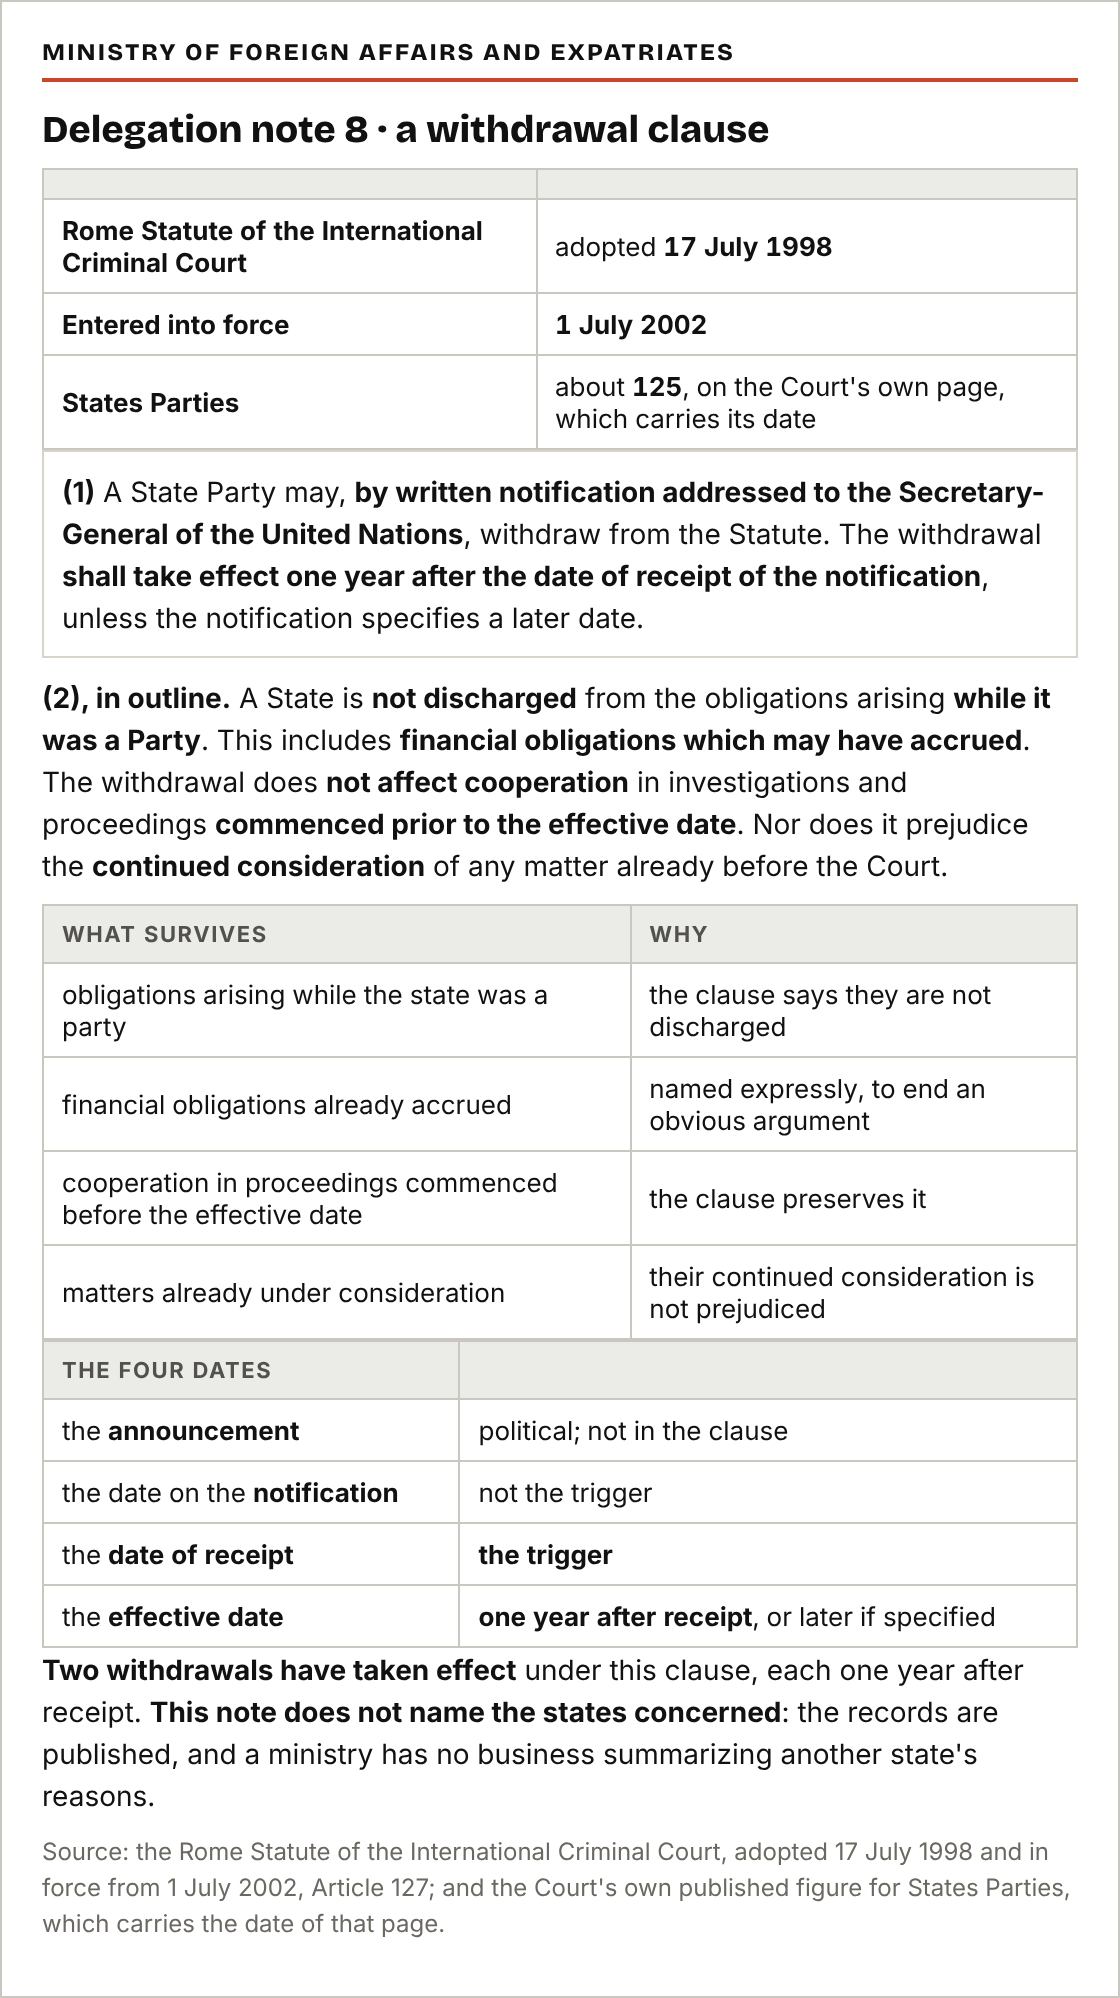 MINISTRY OF FOREIGN AFFAIRS AND EXPATRIATES
Delegation note 8 · a withdrawal clause
Rome Statute of the International
Criminal Court
adopted 17 July 1998
Entered into force
1 July 2002
States Parties
about 125, on the Court's own page,
which carries its date
(1) A State Party may, by written notification addressed to the Secretary-
General of the United Nations, withdraw from the Statute. The withdrawal
shall take effect one year after the date of receipt of the notification,
unless the notification specifies a later date.
(2), in outline. A State is not discharged from the obligations arising while it
was a Party. This includes financial obligations which may have accrued.
The withdrawal does not affect cooperation in investigations and
proceedings commenced prior to the effective date. Nor does it prejudice
the continued consideration of any matter already before the Court.
WHAT SURVIVES
WHY
obligations arising while the state was a
party
the clause says they are not
discharged
financial obligations already accrued
named expressly, to end an
obvious argument
cooperation in proceedings commenced
before the effective date
the clause preserves it
matters already under consideration
their continued consideration is
not prejudiced
THE FOUR DATES
the announcement
political; not in the clause
the date on the notification
not the trigger
the date of receipt
the trigger
the effective date
one year after receipt, or later if specified
Two withdrawals have taken effect under this clause, each one year after
receipt. This note does not name the states concerned: the records are
published, and a ministry has no business summarizing another state's
reasons.
Source: the Rome Statute of the International Criminal Court, adopted 17 July 1998 and in
force from 1 July 2002, Article 127; and the Court's own published figure for States Parties,
which carries the date of that page.